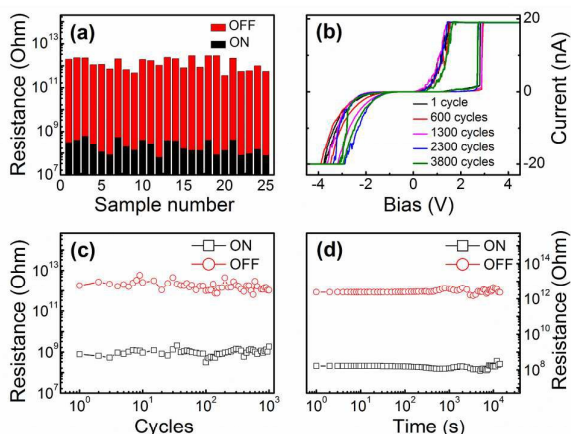 (a)
OFF
ON
Resistance (Ohm)
10^13
10^11
10^9
10^7
0 5 10 15 20 25
Sample number
(b)
20
0
-20
Current (nA)
1 cycle
600 cycles
1300 cycles
2300 cycles
3800 cycles
-4 -2 0 2 4
Bias (V)
(c)
ON
OFF
Resistance (Ohm)
10^15
10^13
10^11
10^9
10^7
10^0 10^1 10^2 10^3
Cycles
(d)
ON
OFF
10^14
10^12
10^10
10^8
Resistance (Ohm)
10^0 10^1 10^2 10^3 10^4
Time (s)